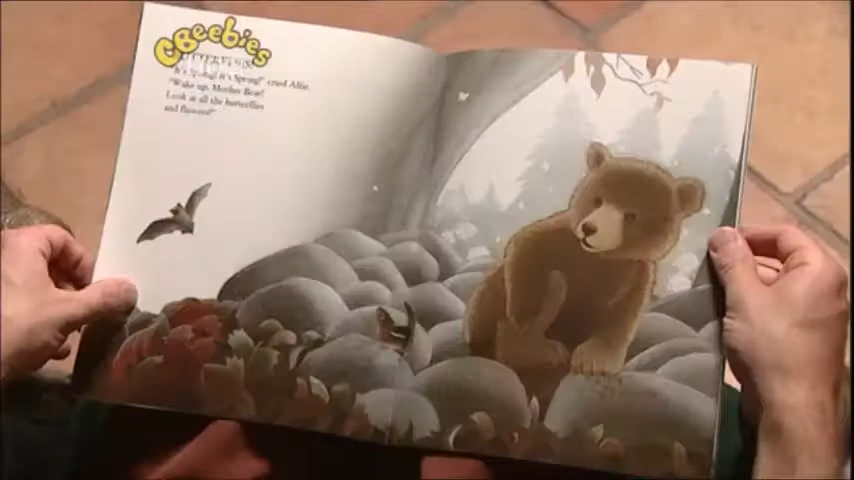 CBeebies
"It's Spring! It's Spring!" cried Alfie.
"Wake up, Mother Bear!
Look at all the butterflies
and flowers!"